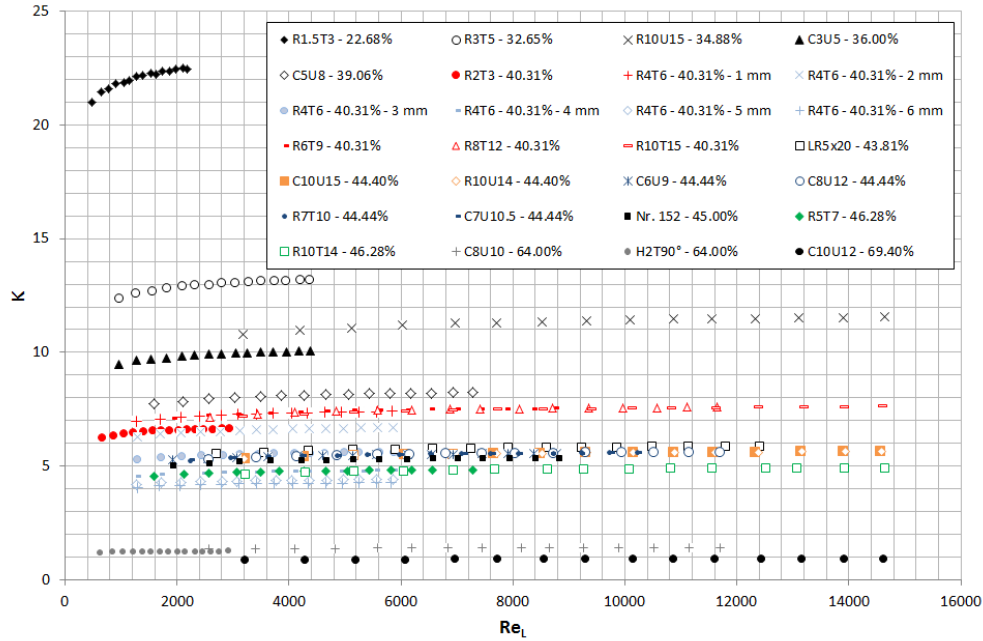 25
R1.5T3 - 22.68%
R3T5 - 32.65%
R10U15 - 34.88%
C3U5 - 36.00%
C5U8 - 39.06%
R2T3 - 40.31%
R4T6 - 40.31% - 1 mm
R4T6 - 40.31% - 2 mm
20
R4T6 - 40.31% - 3 mm
R4T6 - 40.31% - 4 mm
R4T6 - 40.31% - 5 mm
R4T6 - 40.31% - 6 mm
R6T9 - 40.31%
R8T12 - 40.31%
R10T15 - 40.31%
LR5x20 - 43.81%
C10U15 - 44.40%
R10U14 - 44.40%
C6U9 - 44.44%
C8U12 - 44.44%
15
R7T10 - 44.44%
C7U10.5 - 44.44%
Nr. 152 - 45.00%
R5T7 - 46.28%
R10T14 - 46.28%
C8U10 - 64.00%
H2T90° - 64.00%
C10U12 - 69.40%
K
10
5
0
0 2000 4000 6000 8000 10000 12000 14000 16000
ReL